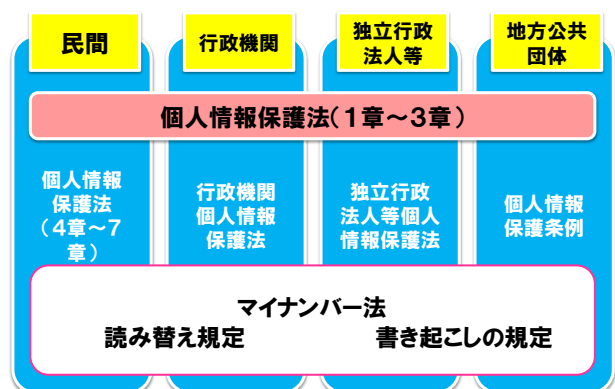 民間
行政機関
独立行政
法人等
地方公共
団体
個人情報保護法(1章～3章)
個人情報
保護法
(4章～7
章)
行政機関
個人情報
保護法
独立行政
法人等個人
情報保護法
個人情報
保護条例
マイナンバー法
読み替え規定 書き起こしの規定